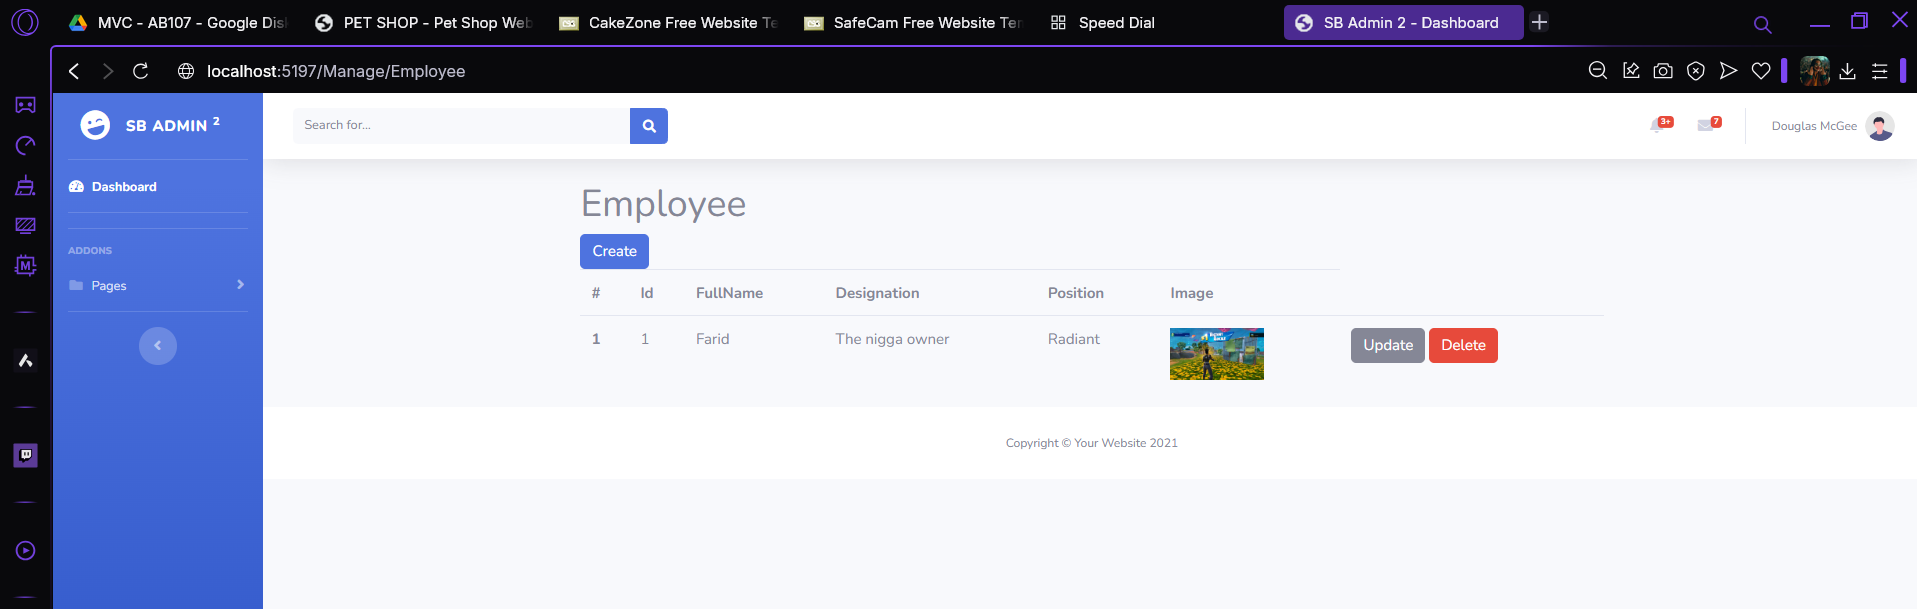 MVC - AB107 - Google Disk
PET SHOP - Pet Shop Web
CakeZone Free Website Te
SafeCam Free Website Tem
Speed Dial
SB Admin 2 - Dashboard
localhost:5197/Manage/Employee
SB ADMIN 2
Search for...
3+
7
Douglas McGee
Dashboard
ADDONS
Pages
Employee
Create
# Id FullName Designation Position Image
1 1 Farid The nigga owner Radiant Update Delete
Copyright © Your Website 2021